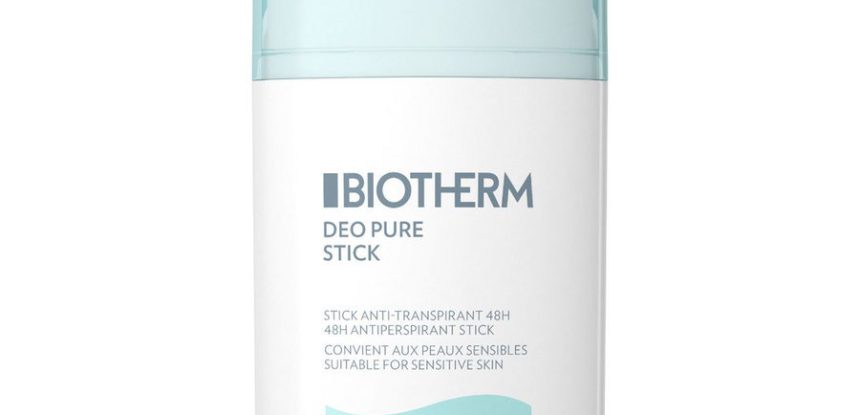 BIOTHERM
DEO PURE
STICK
STICK ANTI-TRANSPIRANT 48H
48H ANTIPERSPIRANT STICK
CONVIENT AUX PEAUX SENSIBLES
SUITABLE FOR SENSITIVE SKIN